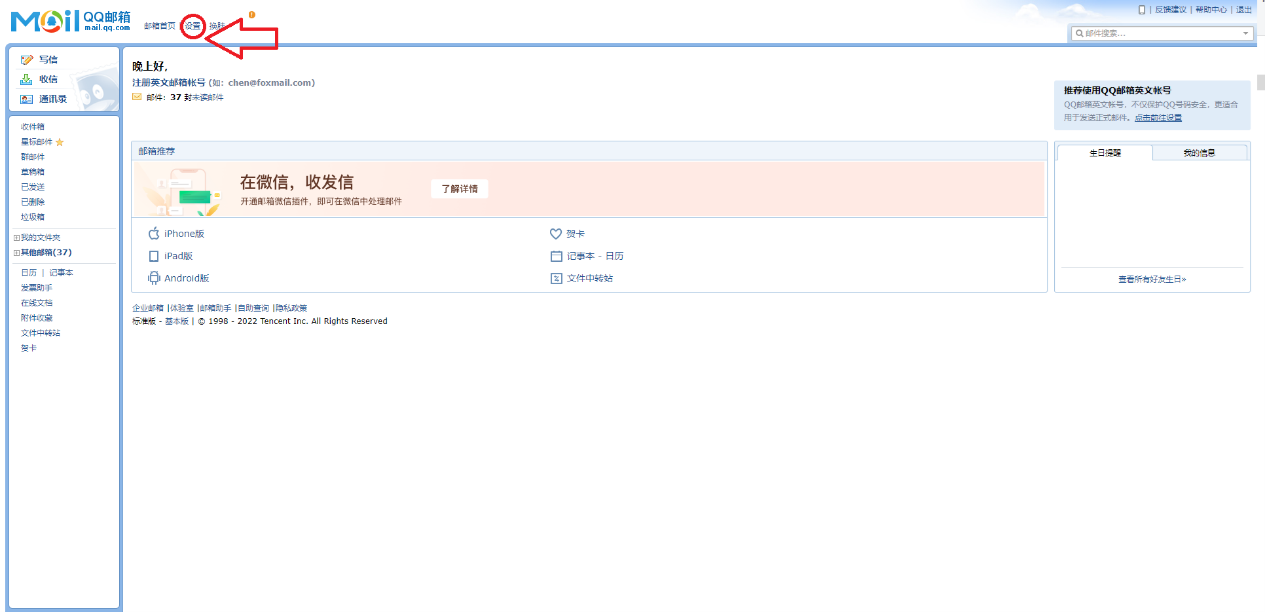 Mail QQ邮箱 mail.qq.com
邮箱首页 | 设置 - 换肤
| 反馈建议 | 帮助中心 | 退出
邮件搜索...
写信
收信
通讯录
收件箱
星标邮件
群邮件
草稿箱
已发送
已删除
垃圾箱
我的文件夹
其他邮箱(37)
日历 | 记事本
发票助手
在线文档
附件收藏
文件中转站
贺卡
晚上好,
注册英文邮箱帐号 (如: chen@foxmail.com)
邮件: 37 封未读邮件
邮箱推荐
在微信，收发信
开通邮箱微信插件，即可在微信中处理邮件
了解详情
iPhone版
贺卡
iPad版
记事本 - 日历
Android版
文件中转站
企业邮箱 |体验室 |邮箱助手 |自助查询 |隐私政策
标准版 - 基本版 | © 1998 - 2022 Tencent Inc. All Rights Reserved
推荐使用QQ邮箱英文帐号
QQ邮箱英文帐号，不仅保护QQ号码安全，更适合
用于发送正式邮件。点击前往设置
生日提醒
我的信息
查看所有好友生日»